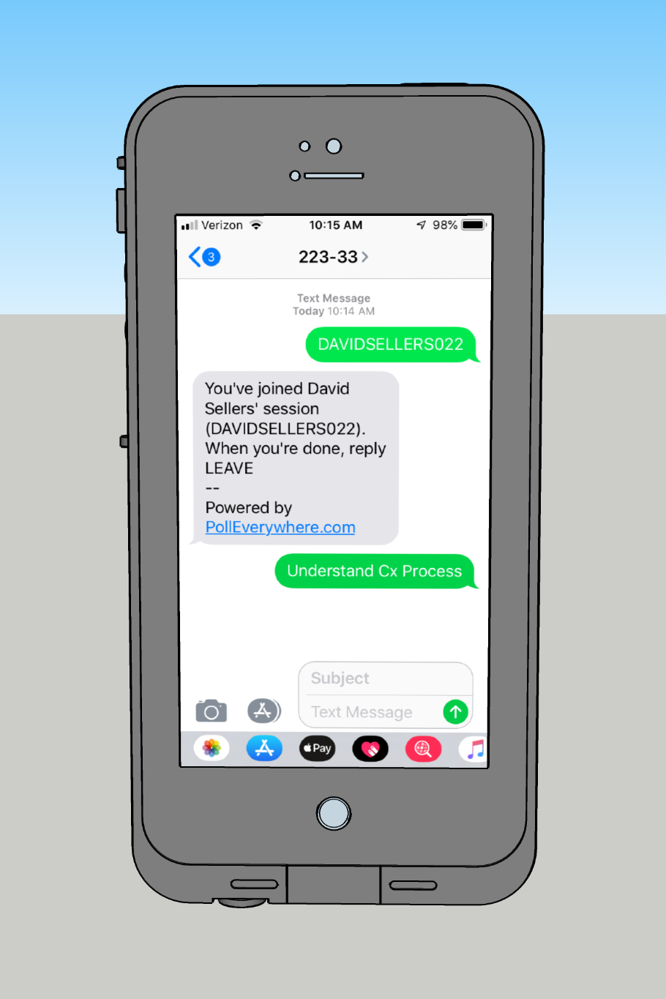 Verizon 10:15 AM 98%
3 223-33
Text Message
Today 10:14 AM
DAVIDSELLERS022
You've joined David
Sellers' session
(DAVIDSELLERS022).
When you're done, reply
LEAVE
--
Powered by
PollEverywhere.com
Understand Cx Process
Subject
Text Message
Pay